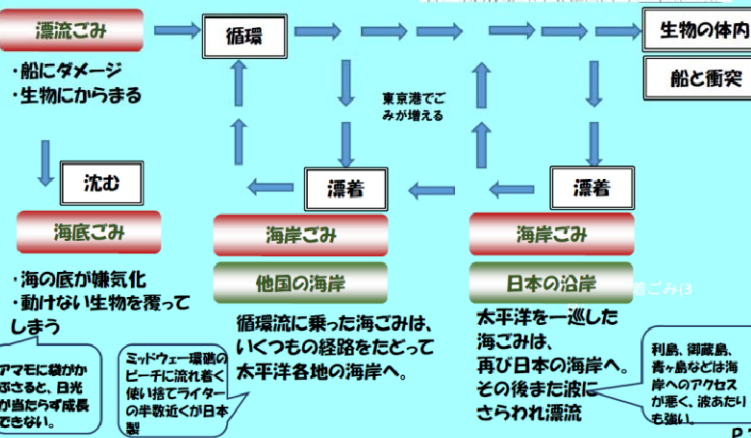 漂流ごみ
循環
生物の体内
・船にダメージ
・生物にからまる
船と衝突
東京港でご
みが増える
沈む
漂着
漂着
海底ごみ
海岸ごみ
海岸ごみ
他国の海岸
日本の沿岸
着ごみ(3
・海の底が嫌気化
・動けない生物を覆って
しまう
循環流に乗った海ごみは、
いくつもの経路をたどって
太平洋各地の海岸へ。
太平洋を一巡した
海ごみは、
再び日本の海岸へ。
その後また波に
さらわれ漂流
アマモに袋がか
ぶさると、日光
が当たらず成長
できない。
ミッドウェー環礁の
ビーチに流れ着く
使い捨てライター
の半数近くが日本
製
利島、御蔵島、
青ヶ島などは海
岸へのアクセス
が悪く、波あたり
も強い。